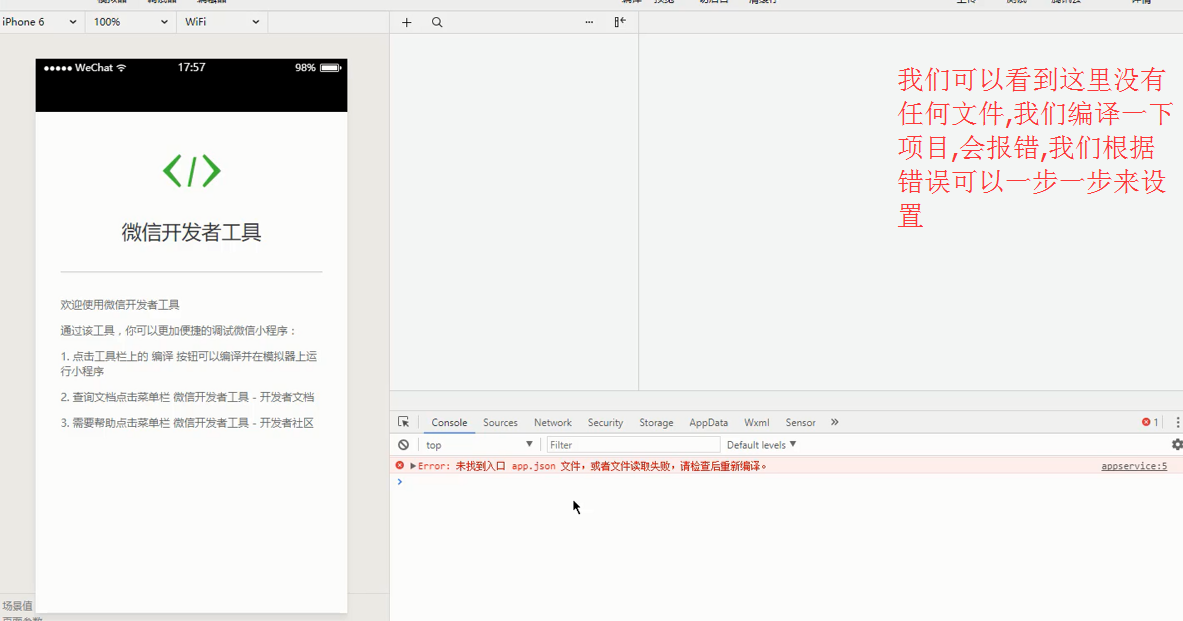 iPhone 6 100% WiFi
WeChat 17:57 98%
我们可以看到这里没有
任何文件,我们编译一下
项目,会报错,我们根据
错误可以一步一步来设
置
微信开发者工具
欢迎使用微信开发者工具
通过该工具，你可以更加便捷的调试微信小程序：
1. 点击工具栏上的 编译 按钮可以编译并在模拟器上运
行小程序
2. 查询文档点击菜单栏 微信开发者工具 - 开发者文档
3. 需要帮助点击菜单栏 微信开发者工具 - 开发者社区
Console Sources Network Security Storage AppData Wxml Sensor 1
top Filter Default levels
Error: 未找到入口 app.json 文件，或者文件读取失败，请检查后重新编译。 appservice:5
场景值